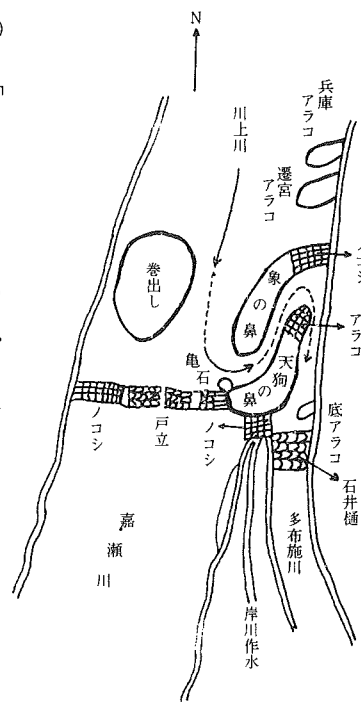 N
兵庫
アラコ
遷宮
アラコ
川上川
象の鼻
アラコ
天狗の鼻
亀石
巻出し
底アラコ
ノコシ
戸立
ノコシ
石井樋
多布施川
岸川作水
嘉瀬川